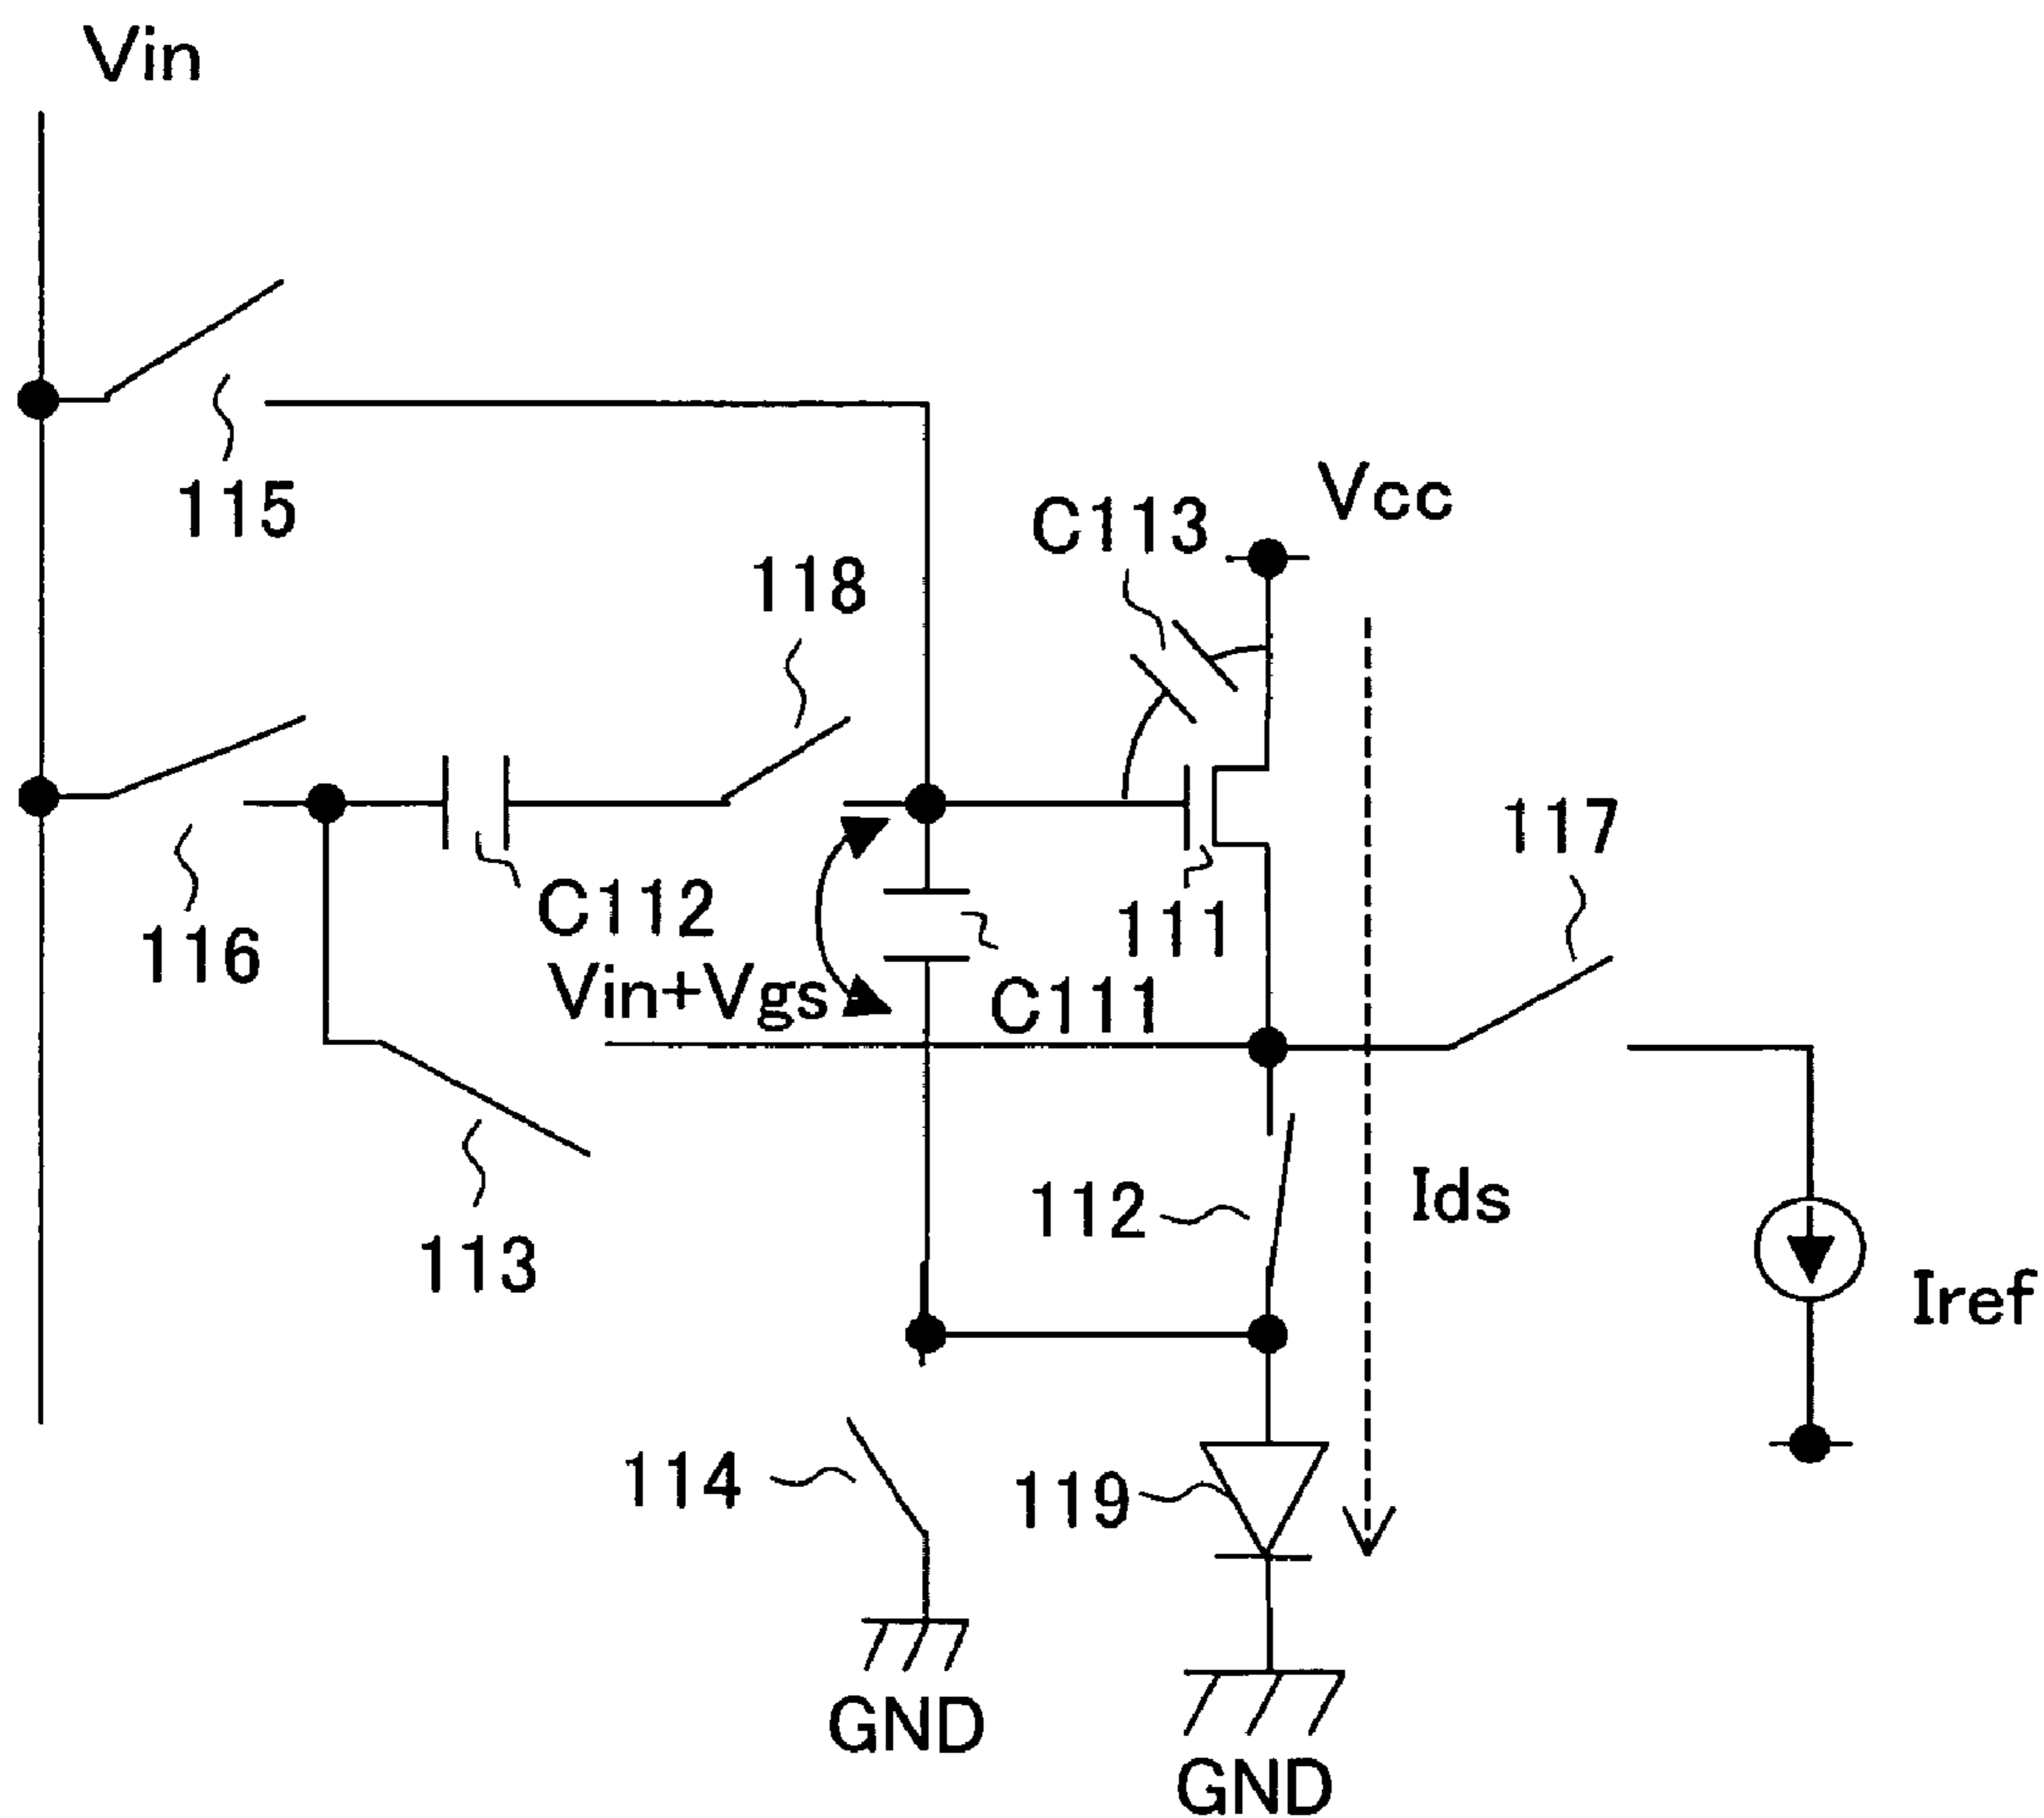 Vin
115
Vcc
C113
118
117
C112
111
116
Vin+Vgs
C111
112
Ids
113
Iref
114
119
GND
GND